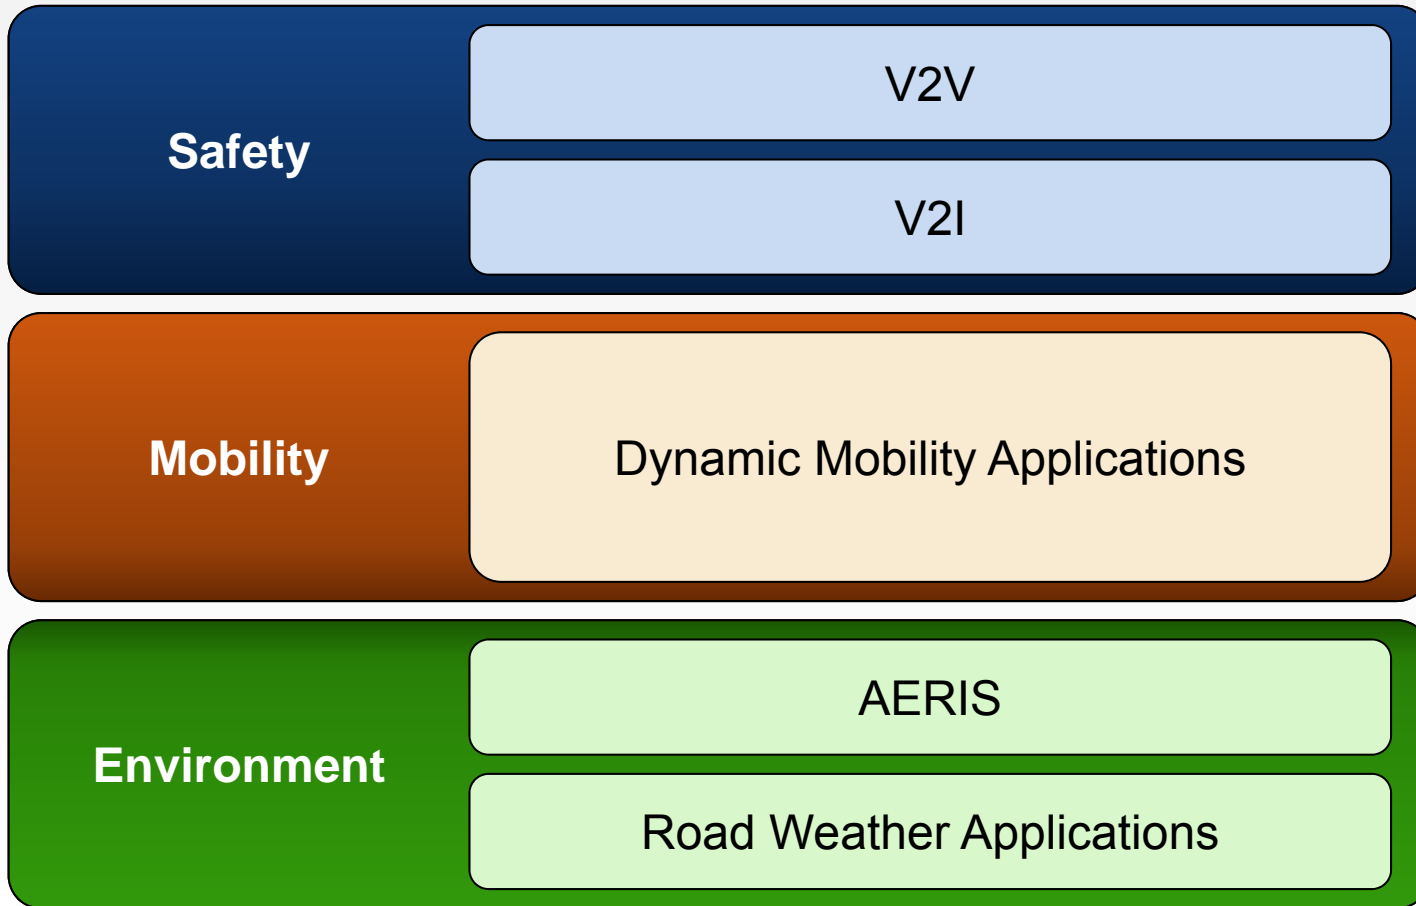 Safety
V2V
V2I
Mobility
Dynamic Mobility Applications
Environment
AERIS
Road Weather Applications